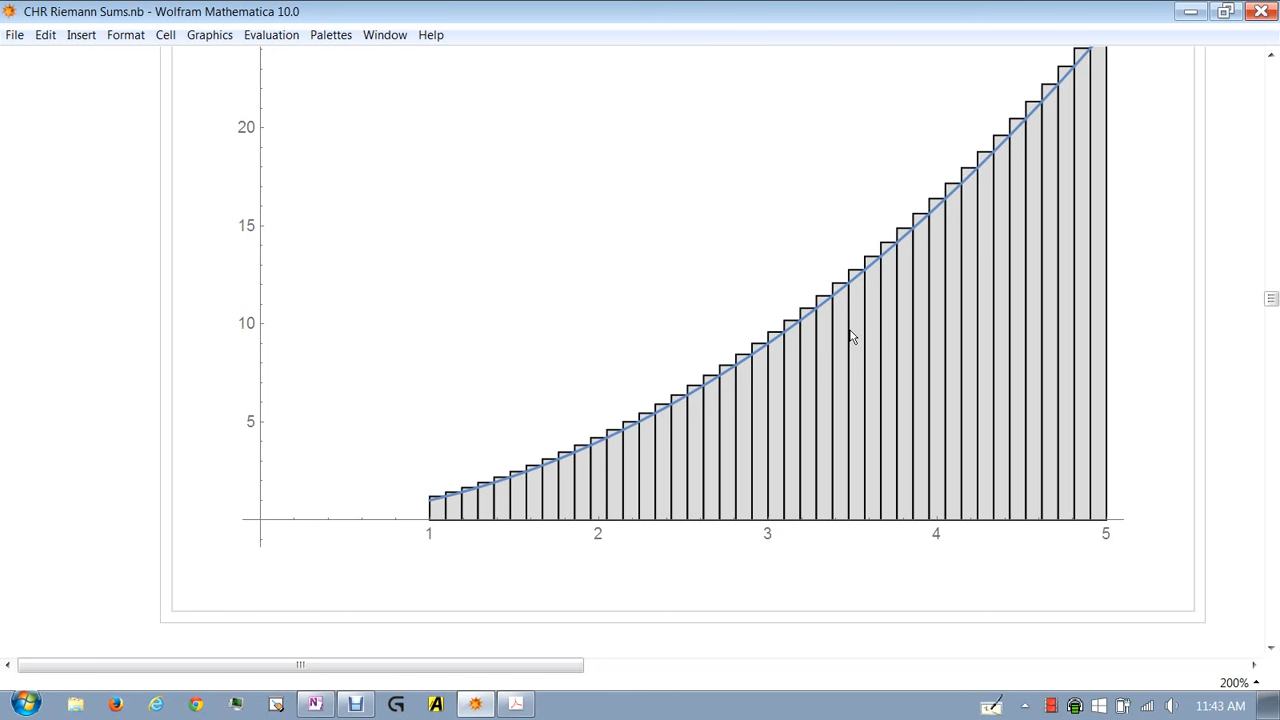 CHR Riemann Sums.nb - Wolfram Mathematica 10.0
File Edit Insert Format Cell Graphics Evaluation Palettes Window Help
20
15
10
5
1 2 3 4 5
200%
11:43 AM